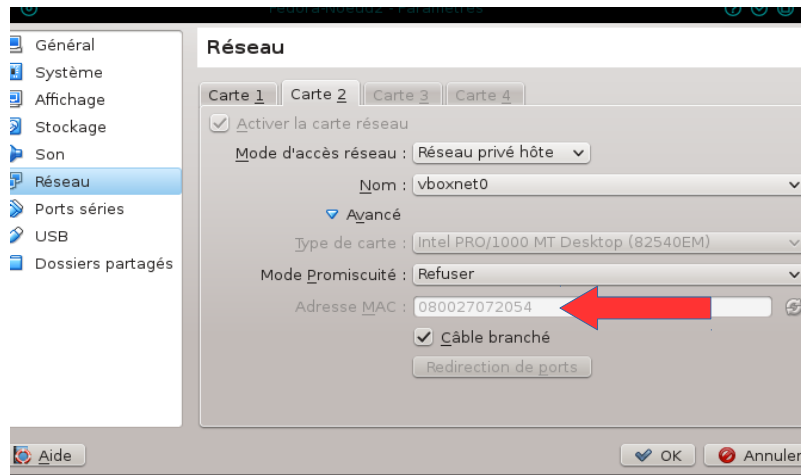 Fedora-Noeud2 - Paramètres
Général
Système
Affichage
Stockage
Son
Réseau
Ports séries
USB
Dossiers partagés
Réseau
Carte 1 Carte 2 Carte 3 Carte 4
Activer la carte réseau
Mode d'accès réseau : Réseau privé hôte
Nom : vboxnet0
Avancé
Type de carte : Intel PRO/1000 MT Desktop (82540EM)
Mode Promiscuité : Refuser
Adresse MAC : 080027072054
Câble branché
Redirection de ports
Aide
OK
Annuler